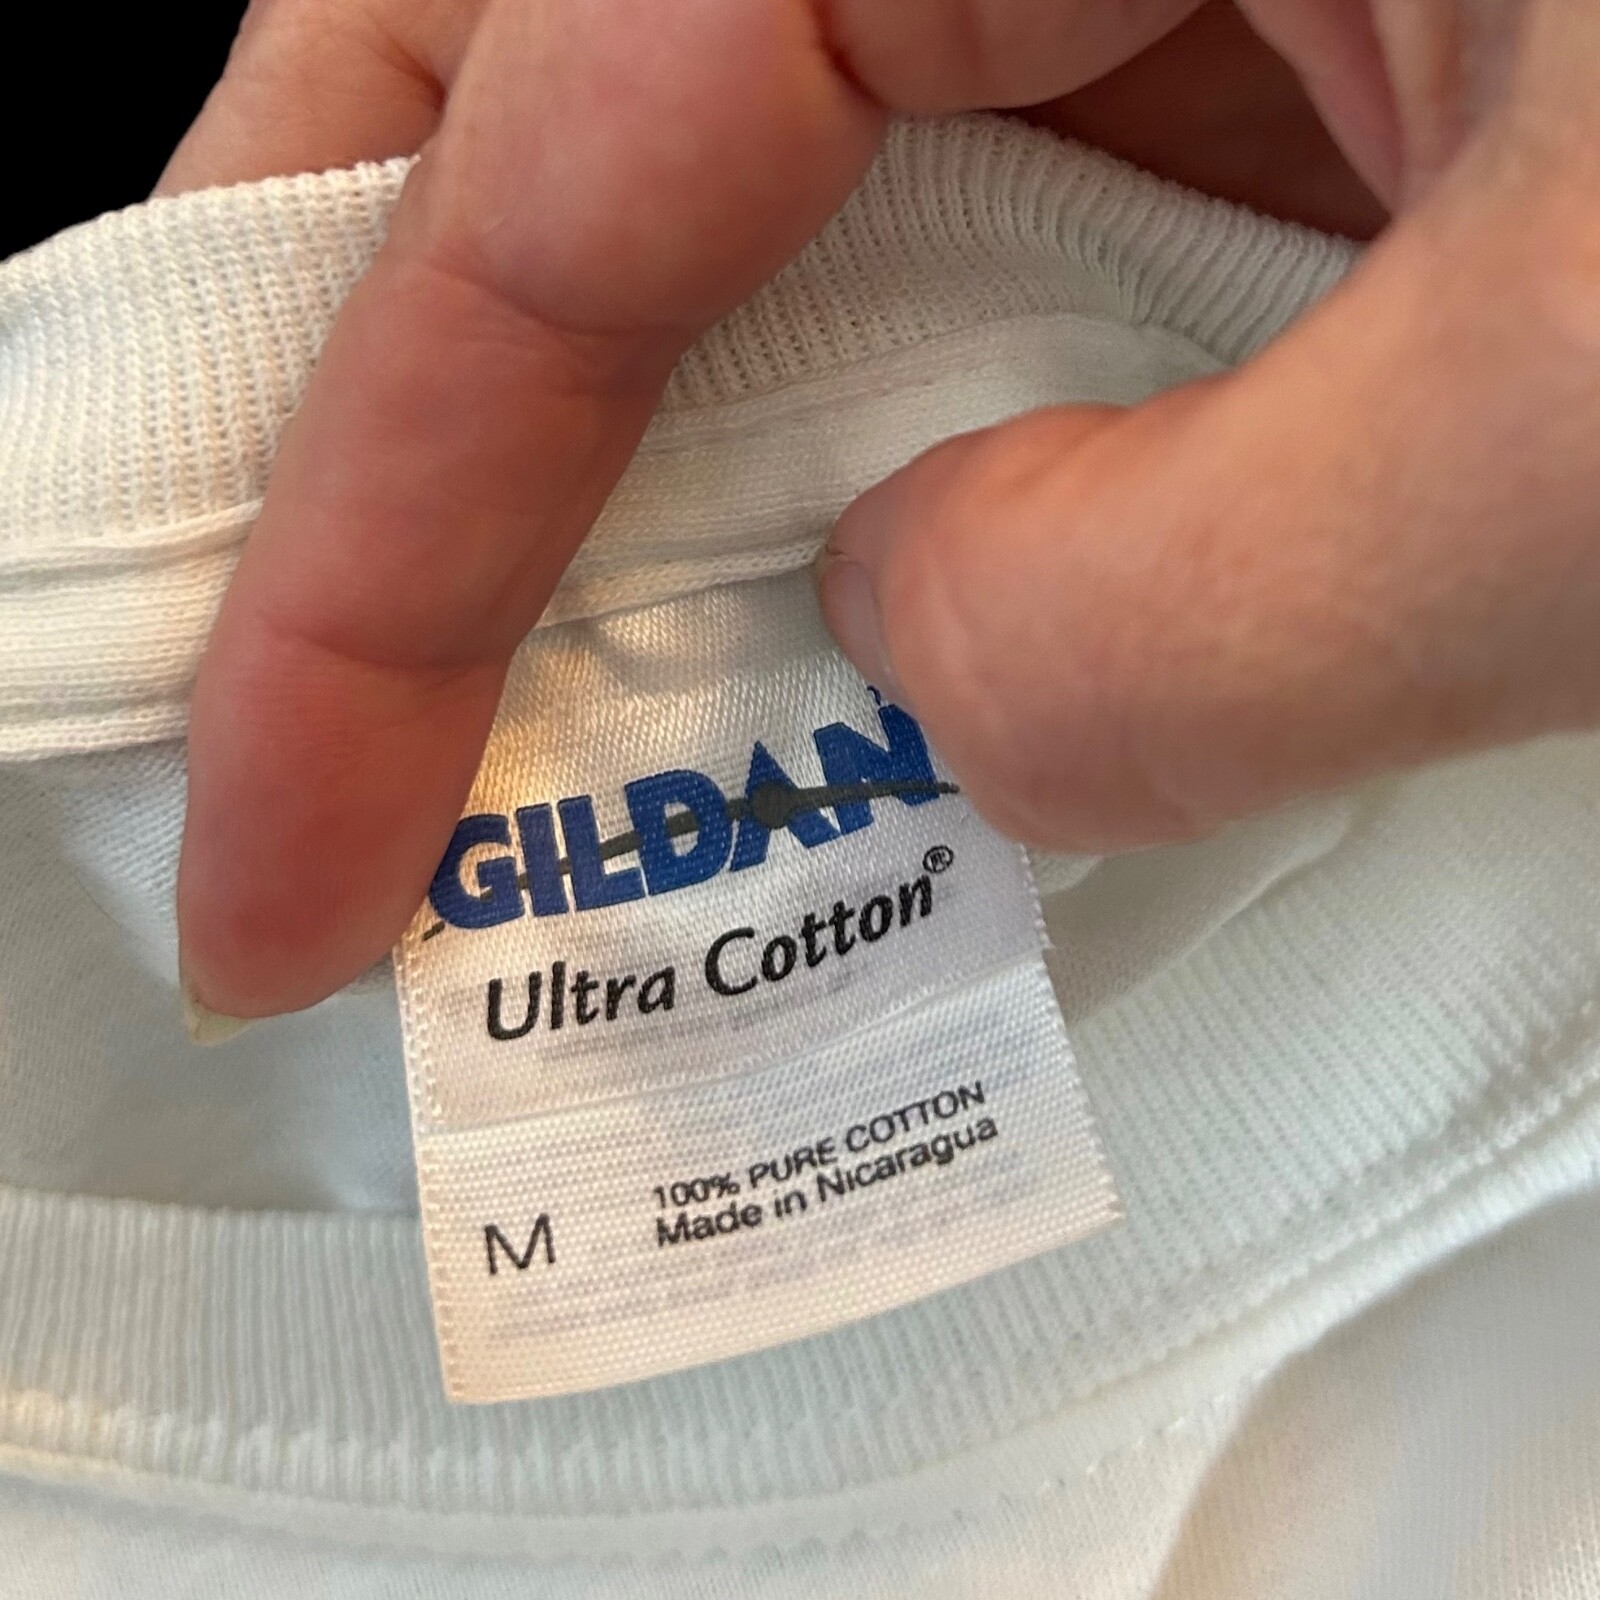 GILDAN
Ultra Cotton®
100% PURE COTTON
M Made in Nicaragua